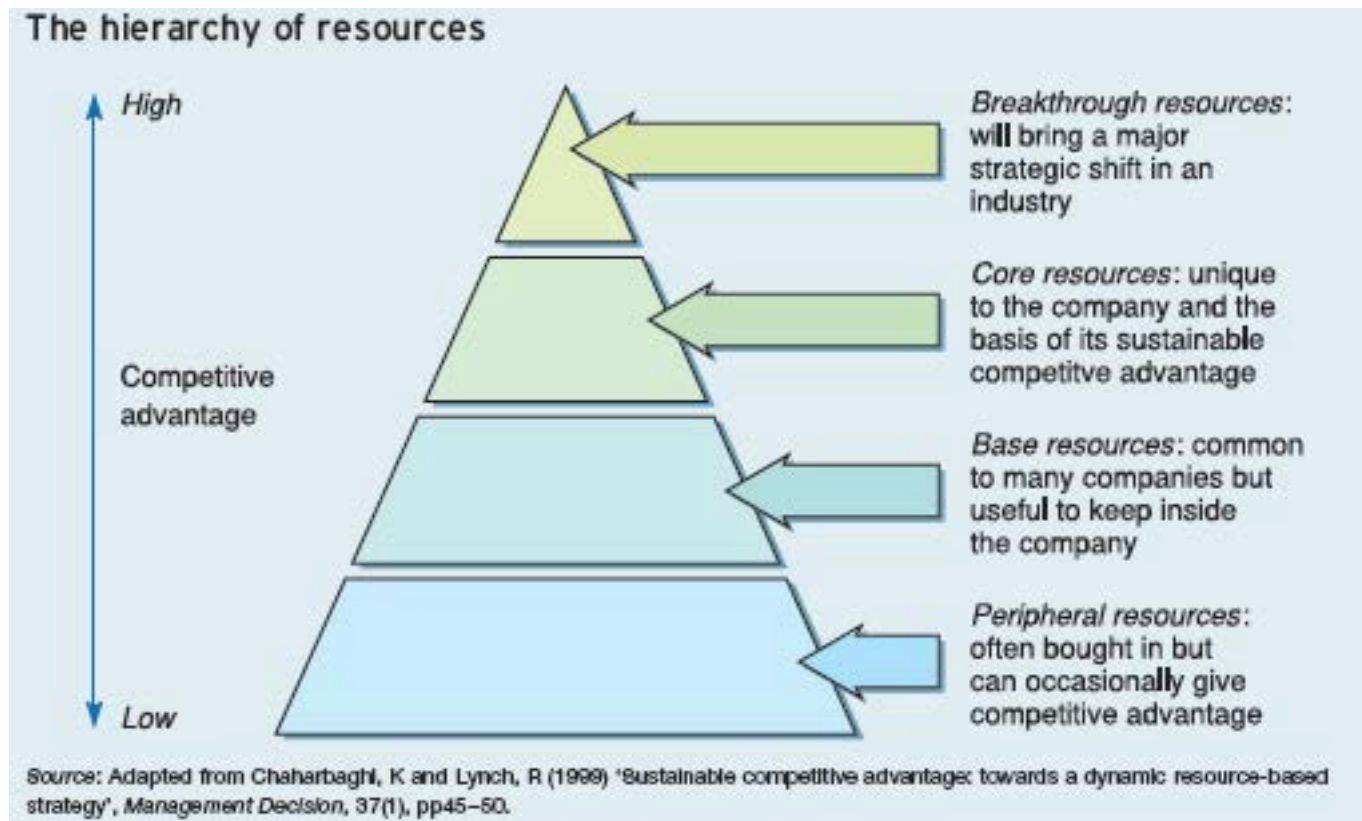 The hierarchy of resources
High
Competitive
advantage
Low
Breakthrough resources:
will bring a major
strategic shift in an
industry
Core resources: unique
to the company and the
basis of its sustainable
competitve advantage
Base resources: common
to many companies but
useful to keep inside
the company
Peripheral resources:
often bought in but
can occasionally give
competitive advantage
Source: Adapted from Chaharbaghi, K and Lynch, R (1999) ‘Sustainable competitive advantage: towards a dynamic resource-based
strategy’, Management Decision, 37(1), pp45–50.